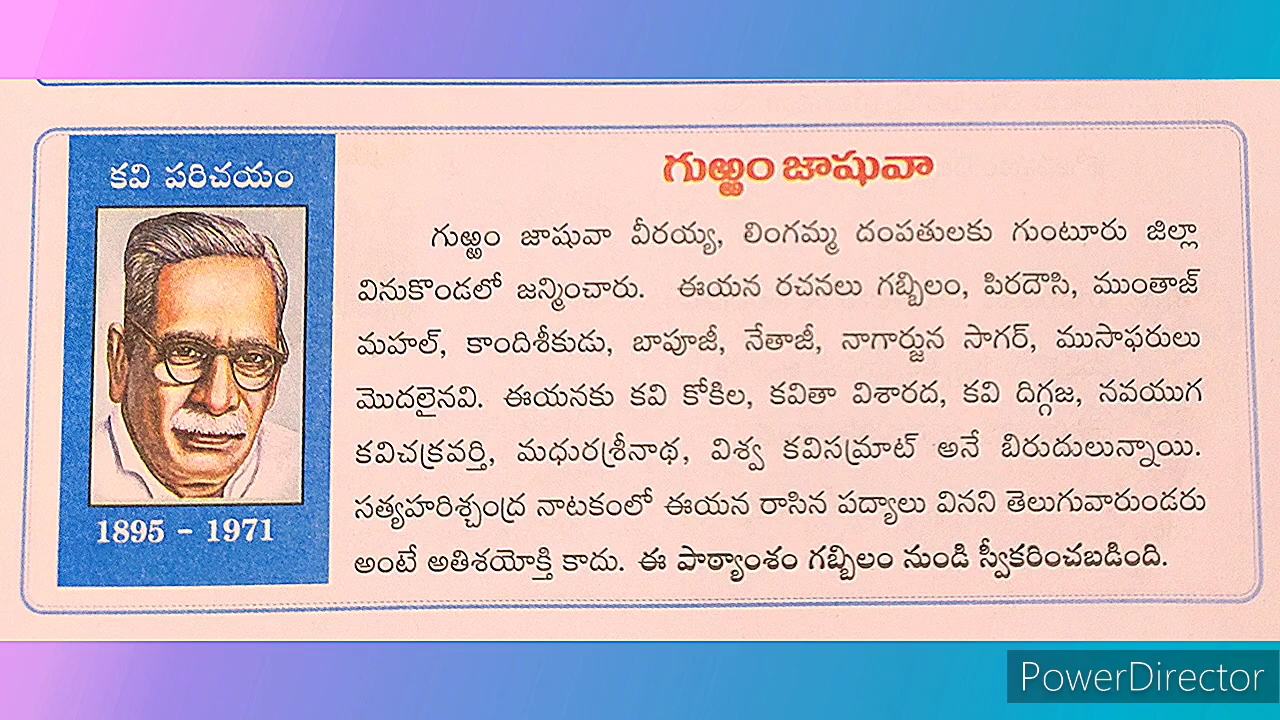 కవి పరిచయం
1895 - 1971
గుఱ్ఱం జాషువా
గుఱ్ఱం జాషువా వీరయ్య, లింగమ్మ దంపతులకు గుంటూరు జిల్లా
వినుకొండలో జన్మించారు. ఈయన రచనలు గబ్బిలం, పిరదౌసి, ముంతాజ్
మహల్, కాందిశీకుడు, బాపూజీ, నేతాజీ, నాగార్జున సాగర్, ముసాఫరులు
మొదలైనవి. ఈయనకు కవి కోకిల, కవితా విశారద, కవి దిగ్గజ, నవయుగ
కవిచక్రవర్తి, మధురశ్రీనాథ, విశ్వ కవిసమ్రాట్ అనే బిరుదులున్నాయి.
సత్యహరిశ్చంద్ర నాటకంలో ఈయన రాసిన పద్యాలు వినని తెలుగువారుండరు
అంటే అతిశయోక్తి కాదు. ఈ పాఠ్యాంశం గబ్బిలం నుండి స్వీకరించబడింది.
PowerDirector